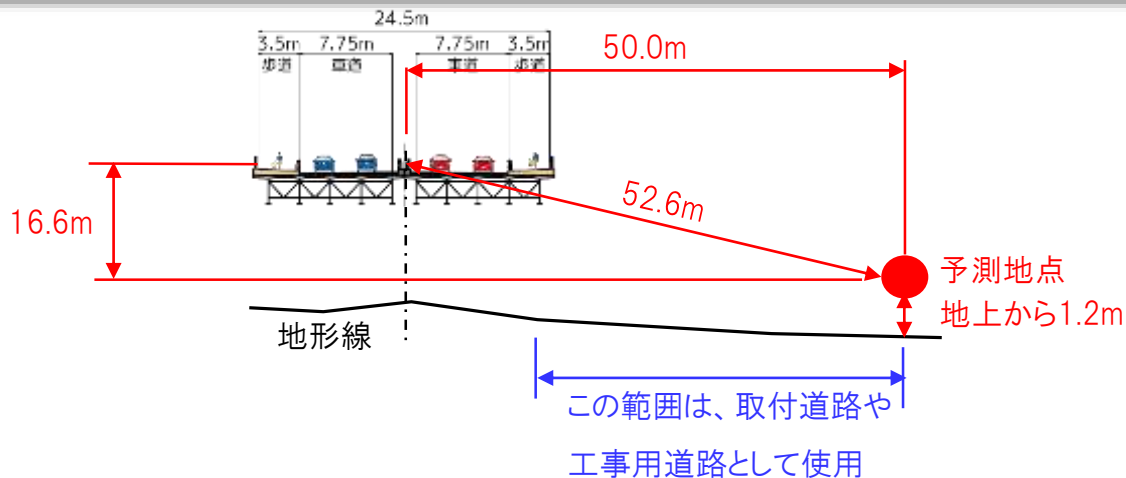 24.5m
3.5m 7.75m 7.75m 3.5m
歩道 車道 車道 歩道
50.0m
52.6m
16.6m
予測地点
地上から1.2m
地形線
この範囲は、取付道路や
工事用道路として使用